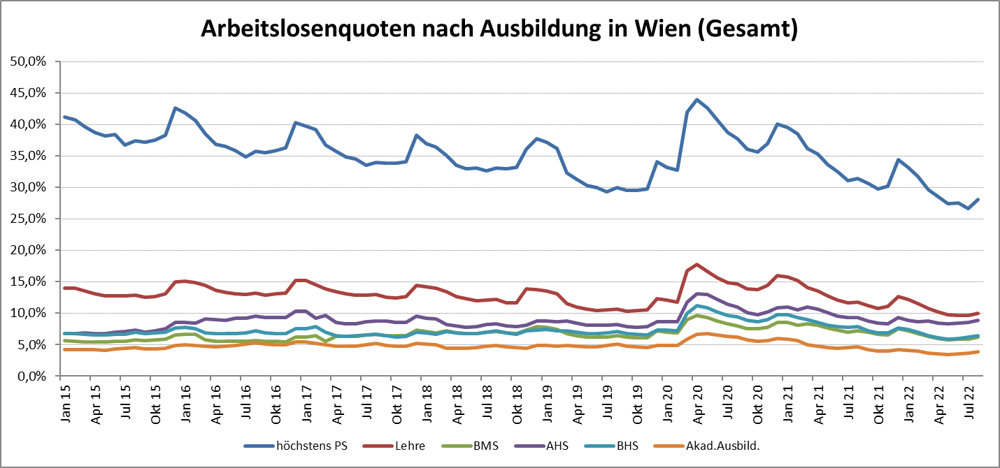 Arbeitslosenquoten nach Ausbildung in Wien (Gesamt)
50,0%
45,0%
40,0%
35,0%
30,0%
25,0%
20,0%
15,0%
10,0%
5,0%
0,0%
Jan 15
Apr 15
Jul 15
Okt 15
Jan 16
Apr 16
Jul 16
Okt 16
Jan 17
Apr 17
Jul 17
Okt 17
Jan 18
Apr 18
Jul 18
Okt 18
Jan 19
Apr 19
Jul 19
Okt 19
Jan 20
Apr 20
Jul 20
Okt 20
Jan 21
Apr 21
Jul 21
Okt 21
Jan 22
Apr 22
Jul 22
höchstens PS Lehre BMS AHS BHS Akad.Ausbild.